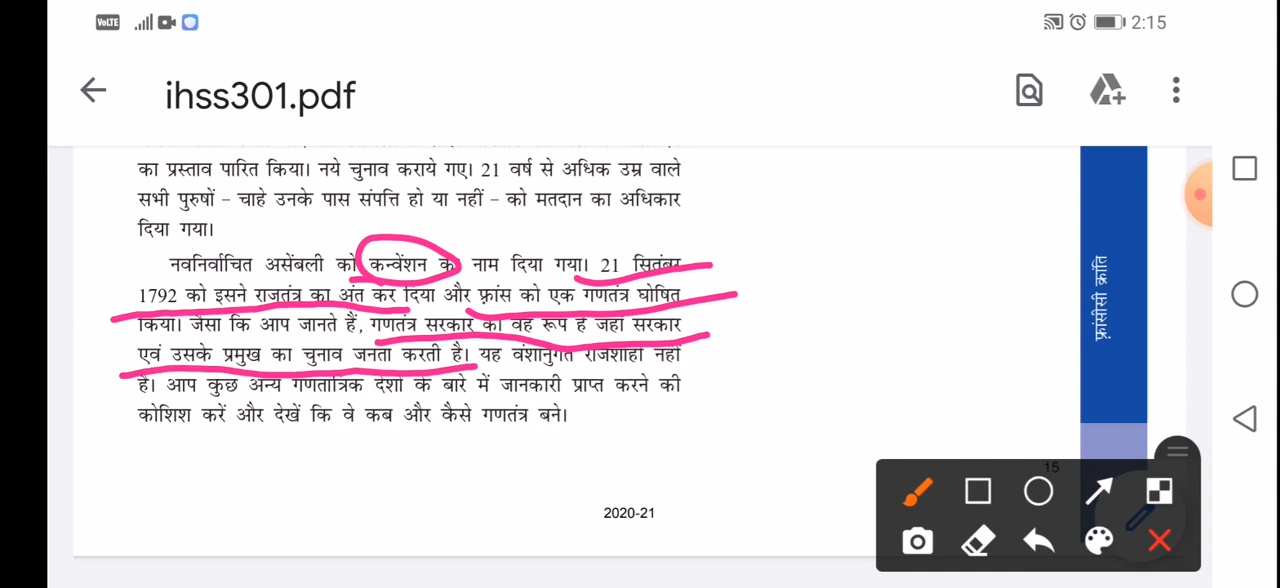 VoLTE 2:15
ihss301.pdf
का प्रस्ताव पारित किया। नये चुनाव कराये गए। 21 वर्ष से अधिक उम्र वाले
सभी पुरुषों – चाहे उनके पास संपत्ति हो या नहीं – को मतदान का अधिकार
दिया गया।
नवनिर्वाचित असेंबली को कन्वेंशन का नाम दिया गया। 21 सितंबर
1792 को इसने राजतंत्र का अंत कर दिया और फ़्रांस को एक गणतंत्र घोषित
किया। जैसा कि आप जानते हैं, गणतंत्र सरकार का वह रूप है जहाँ सरकार
एवं उसके प्रमुख का चुनाव जनता करती है। यह वंशानुगत राजशाही नहीं
है। आप कुछ अन्य गणतांत्रिक देशों के बारे में जानकारी प्राप्त करने की
कोशिश करें और देखें कि वे कब और कैसे गणतंत्र बने।
फ़्रांसीसी क्रांति
15
2020-21